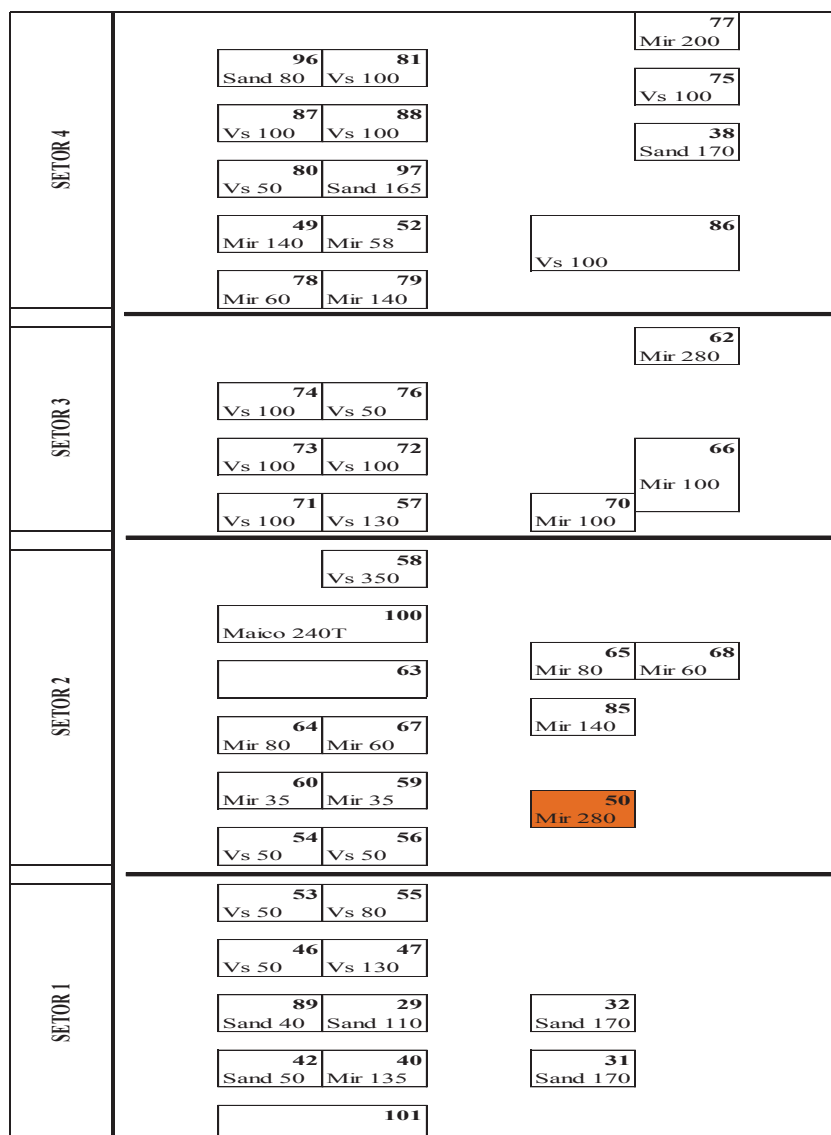 SETOR 4
77
Mir 200
96 81
Sand 80 Vs 100
75
Vs 100
87 88
Vs 100 Vs 100
38
Sand 170
80 97
Vs 50 Sand 165
49 52
Mir 140 Mir 58
86
Vs 100
78 79
Mir 60 Mir 140
SETOR 3
62
Mir 280
74 76
Vs 100 Vs 50
73 72
Vs 100 Vs 100
66
Mir 100
71 57
Vs 100 Vs 130
70
Mir 100
SETOR 2
58
Vs 350
100
Maico 240T
63
65 68
Mir 80 Mir 60
85
Mir 140
64 67
Mir 80 Mir 60
60 59
Mir 35 Mir 35
50
Mir 280
54 56
Vs 50 Vs 50
SETOR 1
53 55
Vs 50 Vs 80
46 47
Vs 50 Vs 130
89 29
Sand 40 Sand 110
32
Sand 170
42 40
Sand 50 Mir 135
31
Sand 170
101